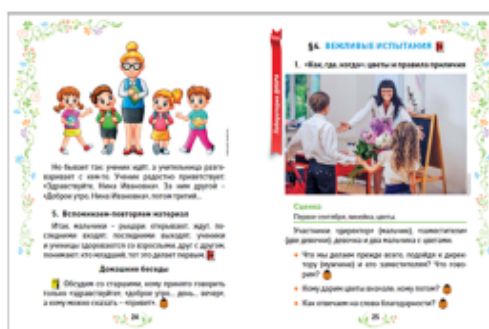 Но бывает так: ученик идёт, а учительница разго-
варивает с кем-то. Ученик радостно приветствует:
«Здравствуйте, Нина Ивановна». За ним другой –
«Доброе утро, Нина Ивановна», потом третий...
5. Вспоминаем-повторяем материал
Итак, мальчики – рыцари: открывают, ждут, по-
следними входят, последними выходят, ученики
и ученицы здороваются со взрослыми, друг с другом,
понимают: кто младший, тот это делает первым.
Домашние беседы
Обсудим со старшими, кому принято говорить
только «здравствуйте», «доброе утро... день... вечер»,
а кому можно сказать – «привет».
24
§4. ВЕЖЛИВЫЕ ИСПЫТАНИЯ
1. «Как, где, когда»: цветы и правила приличия
Сценка
Первое сентября, линейка, цветы.
Участники: «директор» (мальчик), «заместители»
(две девочки); девочка и два мальчика с цветами.
Что мы делаем прежде всего, подойдя к дирек-
тору (мужчине) и его заместителям? Что гово-
рим?
Кому дарим цветы вначале, кому потом?
Как отвечаем на слова благодарности?
25